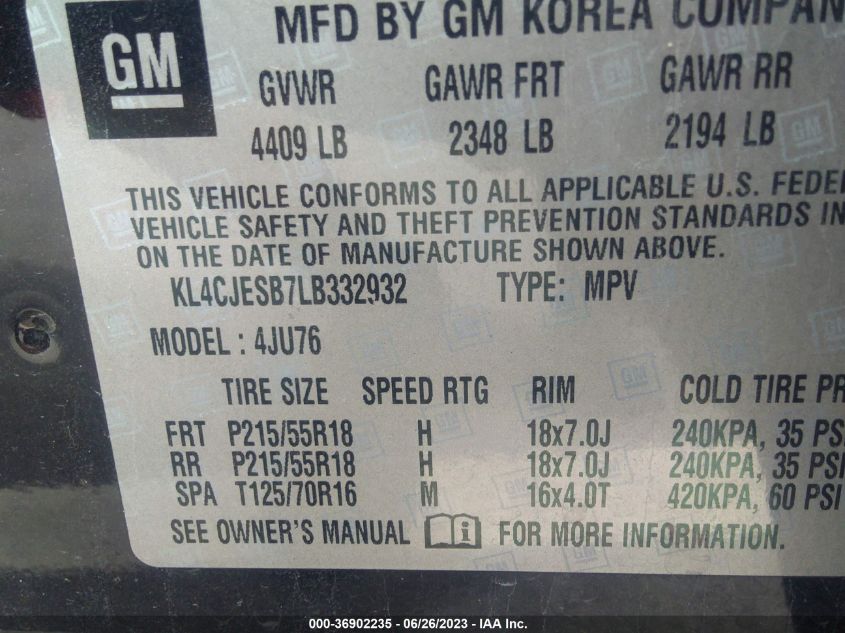 GM
MFD BY GM KOREA COMPAN
GVWR GAWR FRT GAWR RR
4409 LB 2348 LB 2194 LB
THIS VEHICLE CONFORMS TO ALL APPLICABLE U.S. FEDE
VEHICLE SAFETY AND THEFT PREVENTION STANDARDS IN
ON THE DATE OF MANUFACTURE SHOWN ABOVE.
KL4CJESB7LB332932 TYPE: MPV
MODEL : 4JU76
TIRE SIZE SPEED RTG RIM COLD TIRE PR
FRT P215/55R18 H 18x7.0J 240KPA, 35 PS
RR P215/55R18 H 18x7.0J 240KPA, 35 PS
SPA T125/70R16 M 16x4.0T 420KPA, 60 PSI
SEE OWNER'S MANUAL FOR MORE INFORMATION.
000-36902235 - 06/26/2023 - © IAA Inc.